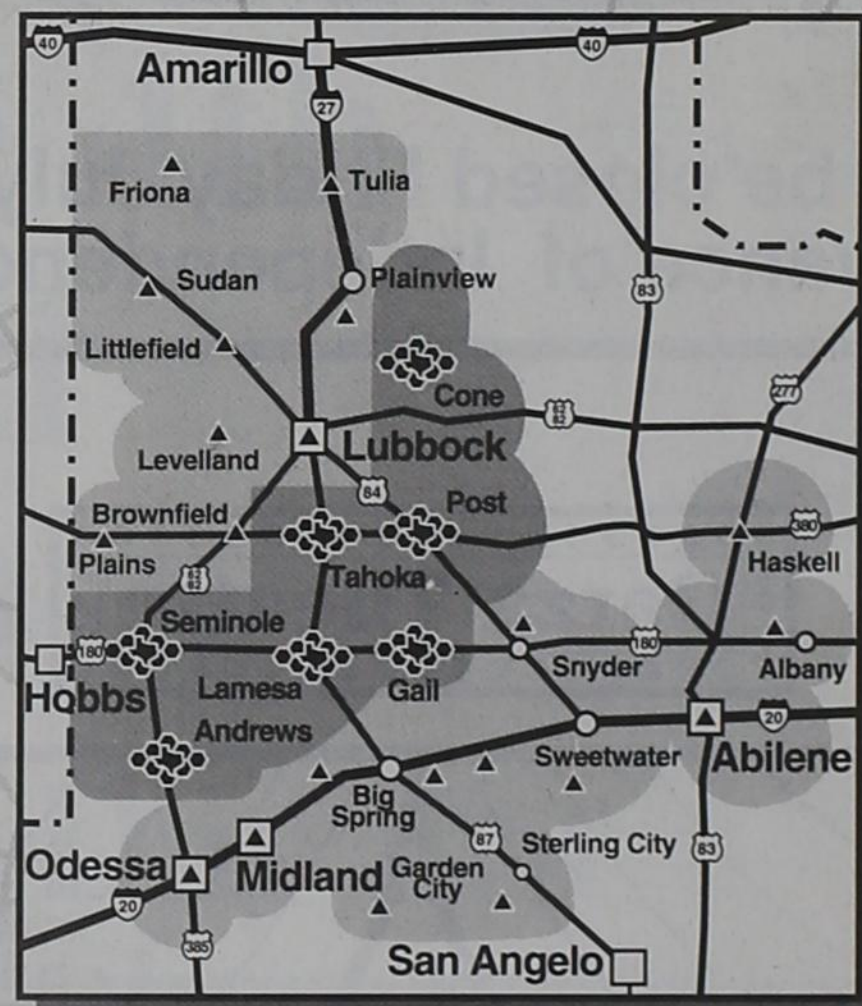 40
40
Amarillo
27
Friona
Tulia
Sudan
Plainview
83
Littlefield
Cone
277
62
82
Lubbock
Levelland
84
Post
Brownfield
380
Plains
Haskell
62
82
Tahoka
Seminole
180
180
Hobbs
Lamesa
Gail
Snyder
Albany
Andrews
20
Sweetwater
Abilene
Big
Spring
87
Sterling City
83
Odessa
Midland
Garden
City
20
385
San Angelo